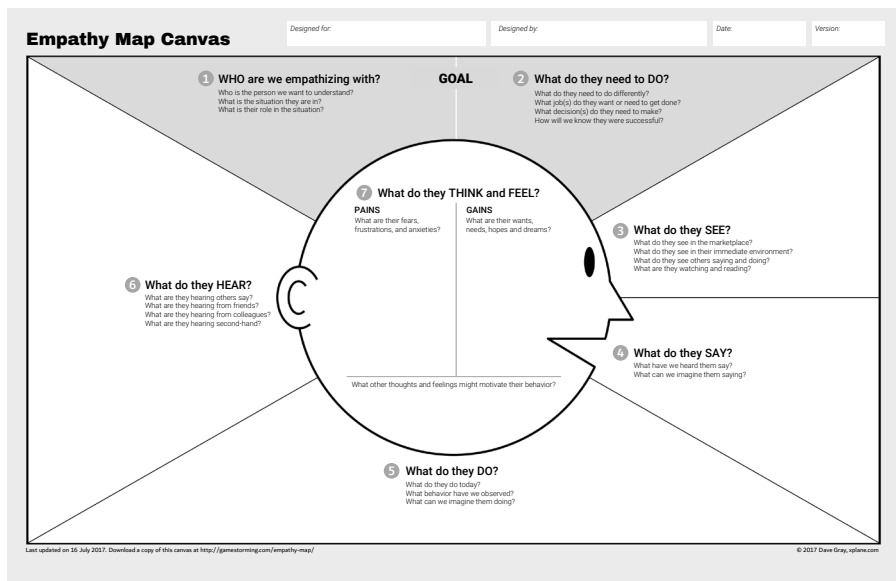 Empathy Map Canvas
Designed for:
Designed by:
Date:
Version:
1 WHO are we empathizing with?
Who is the person we want to understand?
What is the situation they are in?
What is their role in the situation?
GOAL
2 What do they need to DO?
What do they need to do differently?
What job(s) do they want or need to get done?
What decision(s) do they need to make?
How will we know they were successful?
3 What do they SEE?
What do they see in the marketplace?
What do they see in their immediate environment?
What do they see others saying and doing?
What are they watching and reading?
4 What do they SAY?
What have we heard them say?
What can we imagine them saying?
5 What do they DO?
What do they do today?
What behavior have we observed?
What can we imagine them doing?
6 What do they HEAR?
What are they hearing others say?
What are they hearing from friends?
What are they hearing from colleagues?
What are they hearing second-hand?
7 What do they THINK and FEEL?
PAINS
What are their fears,
frustrations, and anxieties?
GAINS
What are their wants,
needs, hopes and dreams?
What other thoughts and feelings might motivate their behavior?
Last updated on 16 July 2017. Download a copy of this canvas at http://gamestorming.com/empathy-map/
© 2017 Dave Gray, xplane.com